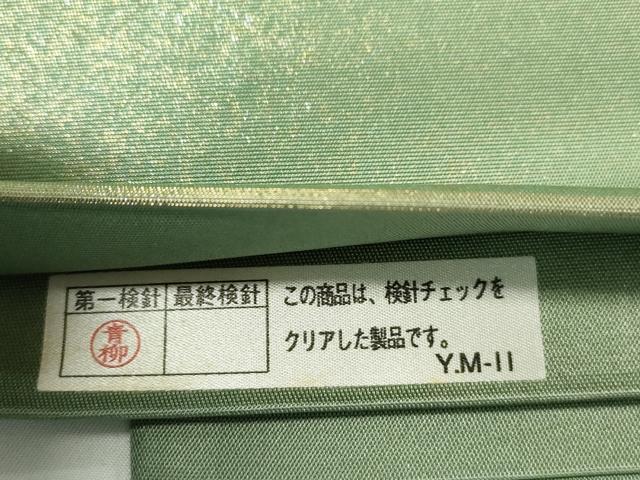 第一検針 最終検針
青柳
この商品は、検針チェックを
クリアした製品です。
Y.M-11